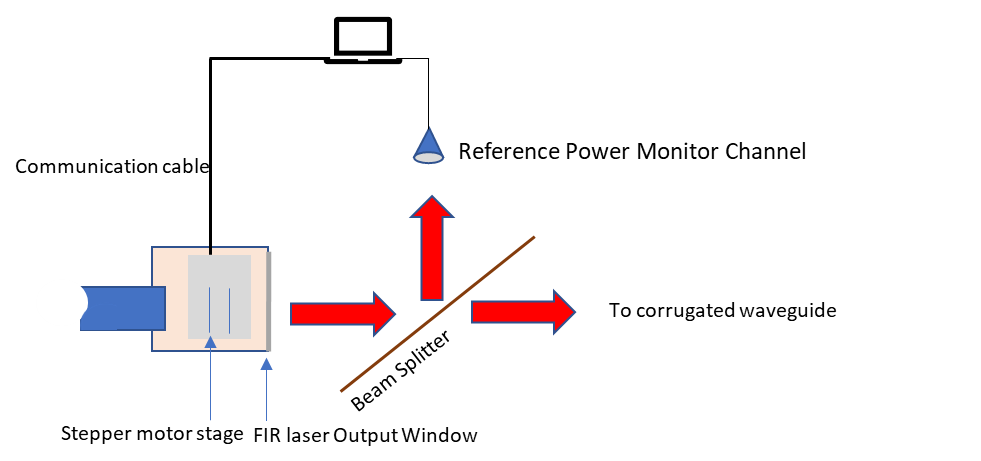 Reference Power Monitor Channel
Communication cable
To corrugated waveguide
Beam Splitter
Stepper motor stage
FIR laser Output Window